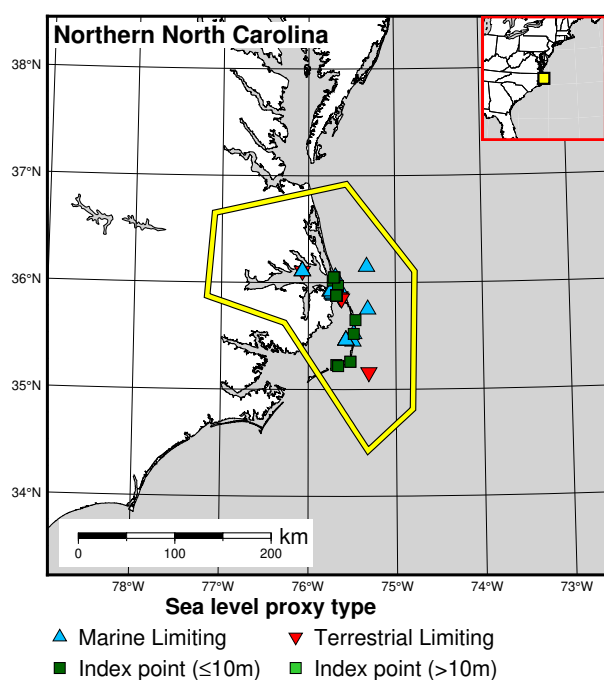 Northern North Carolina
38°N
37°N
36°N
35°N
34°N
km
0 100 200
78°W 77°W 76°W 75°W 74°W 73°W
Sea level proxy type
Marine Limiting Terrestrial Limiting
Index point (≤10m) Index point (>10m)